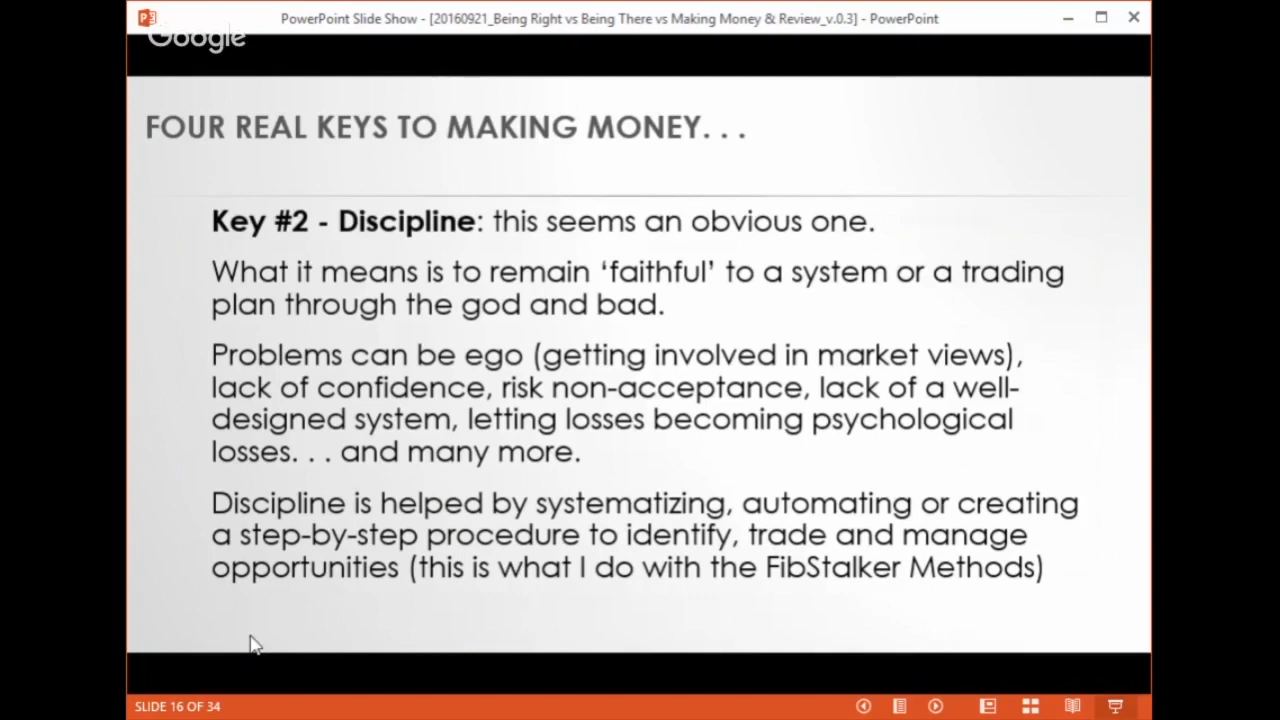 PowerPoint Slide Show - [20160921_Being Right vs Being There vs Making Money & Review_v.0.3] - PowerPoint
Google
FOUR REAL KEYS TO MAKING MONEY. . .
Key #2 - Discipline: this seems an obvious one.
What it means is to remain ‘faithful’ to a system or a trading
plan through the god and bad.
Problems can be ego (getting involved in market views),
lack of confidence, risk non-acceptance, lack of a well-
designed system, letting losses becoming psychological
losses. . . and many more.
Discipline is helped by systematizing, automating or creating
a step-by-step procedure to identify, trade and manage
opportunities (this is what I do with the FibStalker Methods)
SLIDE 16 OF 34